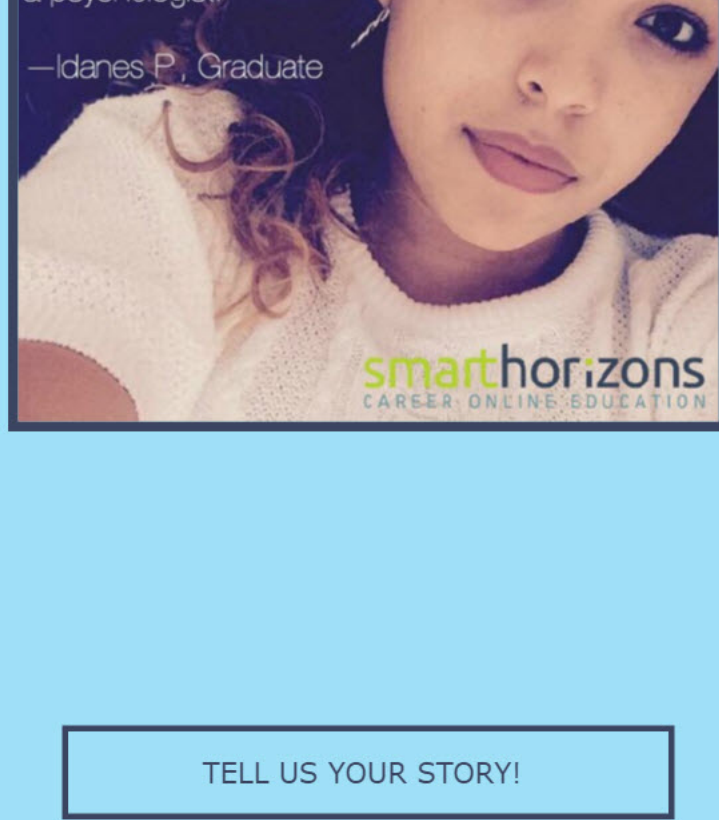 —Idanes P., Graduate
smarthorizons
CAREER ONLINE EDUCATION
TELL US YOUR STORY!